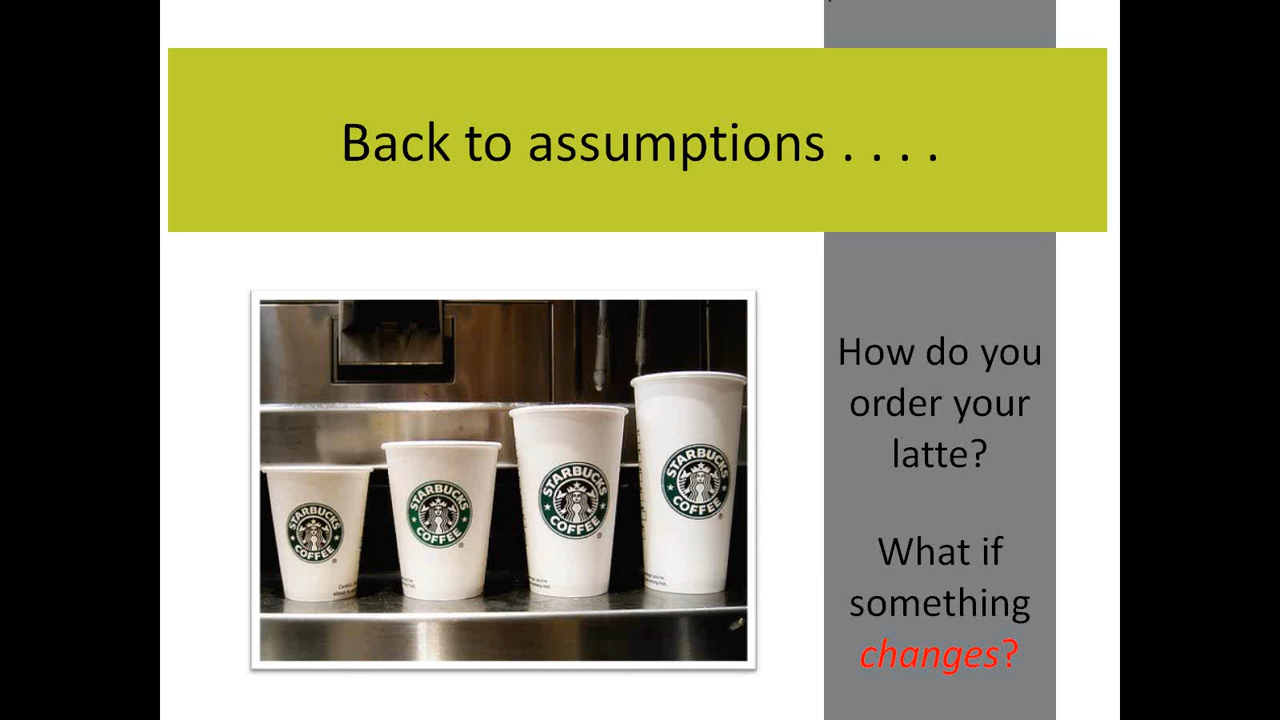 Back to assumptions . . . .
How do you
order your
latte?
What if
something
changes?
STARBUCKS
COFFEE
STARBUCKS
COFFEE
STARBUCKS
COFFEE
STARBUCKS
COFFEE